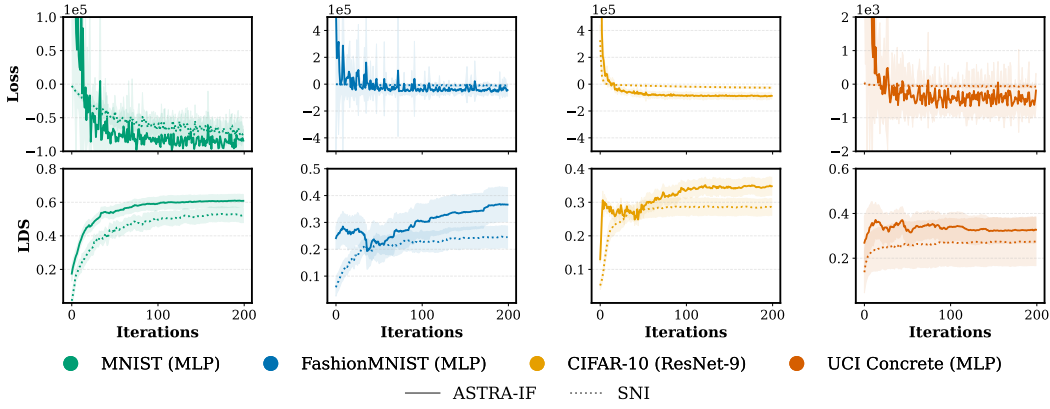 1e5 1e5 1e5 1e3
Loss
1.0 0.5 0.0 −0.5 −1.0
4 2 0 −2 −4
4 2 0 −2 −4
2 1 0 −1 −2
LDS
0.8 0.6 0.4 0.2
0.5 0.4 0.3 0.2 0.1
0.4 0.3 0.2 0.1
0.6 0.4 0.2
0 100 200 0 100 200 0 100 200 0 100 200
Iterations Iterations Iterations Iterations
MNIST (MLP) FashionMNIST (MLP) CIFAR-10 (ResNet-9) UCI Concrete (MLP)
ASTRA-IF SNI